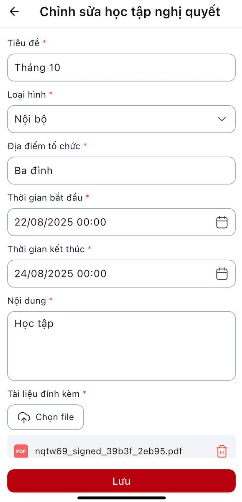 Chỉnh sửa học tập nghị quyết
Tiêu đề *
Tháng 10
Loại hình *
Nội bộ
Địa điểm tổ chức *
Ba đình
Thời gian bắt đầu *
22/08/2025 00:00
Thời gian kết thúc *
24/08/2025 00:00
Nội dung *
Học tập
Tài liệu đính kèm *
Chọn file
PDF nqtw69_signed_39b3f_2eb95.pdf
Lưu